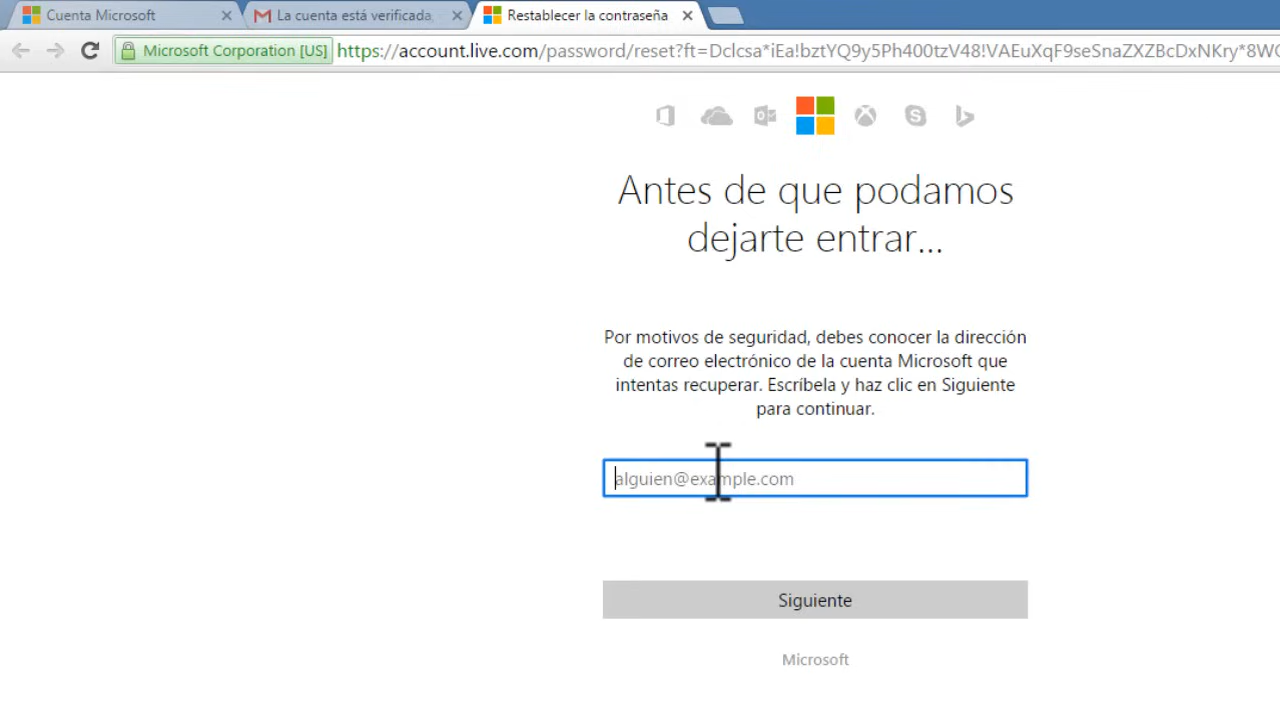 Cuenta Microsoft
La cuenta está verificada,
Restablecer la contraseña
Microsoft Corporation [US] https://account.live.com/password/reset?ft=Dclcsa*iEa!bztYQ9y5Ph400tzV48!VAEuXqF9seSnaZXZBcDxNKry*8W
Antes de que podamos
dejarte entrar...
Por motivos de seguridad, debes conocer la dirección
de correo electrónico de la cuenta Microsoft que
intentas recuperar. Escríbela y haz clic en Siguiente
para continuar.
alguien@example.com
Siguiente
Microsoft